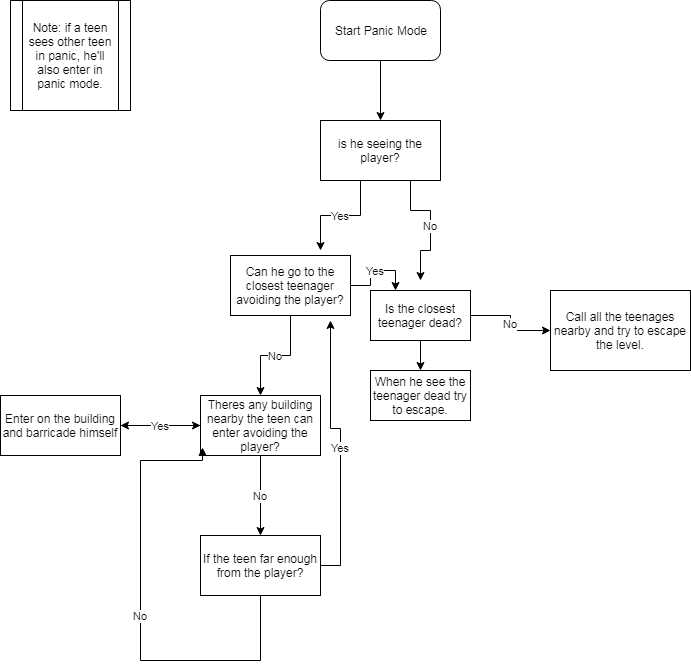 Note: if a teen
sees other teen
in panic, he'll
also enter in
panic mode.
Start Panic Mode
is he seeing the
player?
Yes
No
Can he go to the
closest teenager
avoiding the player?
Yes
Is the closest
teenager dead?
No
Call all the teenages
nearby and try to escape
the level.
When he see the
teenager dead try
to escape.
No
Enter on the building
and barricade himself
Yes
Theres any building
nearby the teen can
enter avoiding the
player?
Yes
No
If the teen far enough
from the player?
No